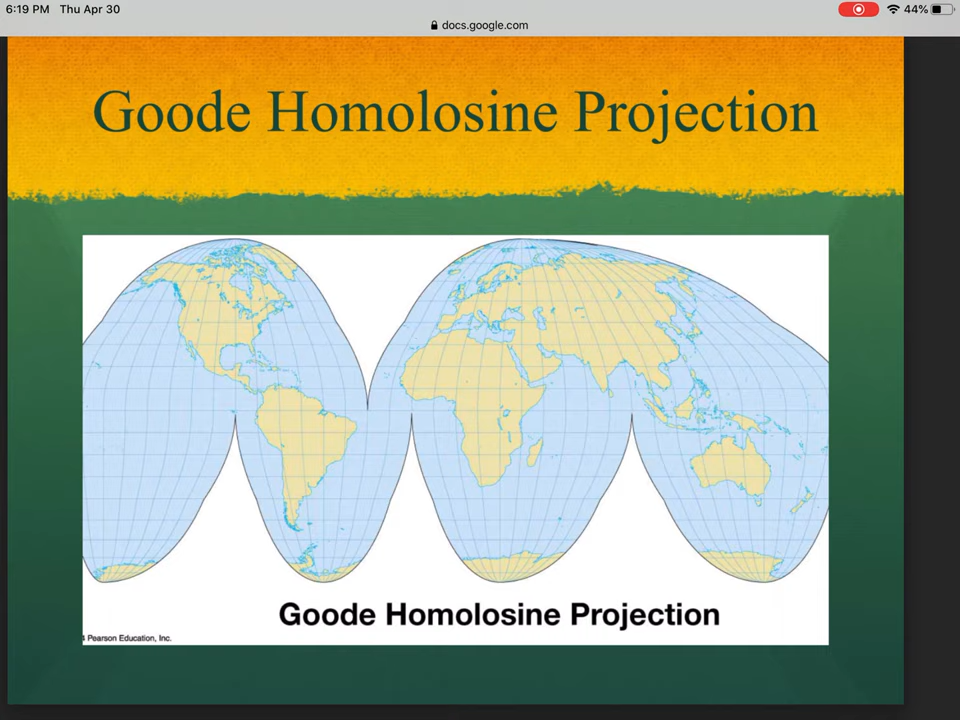 6:19 PM Thu Apr 30
44%
docs.google.com
Goode Homolosine Projection
Goode Homolosine Projection
Pearson Education, Inc.